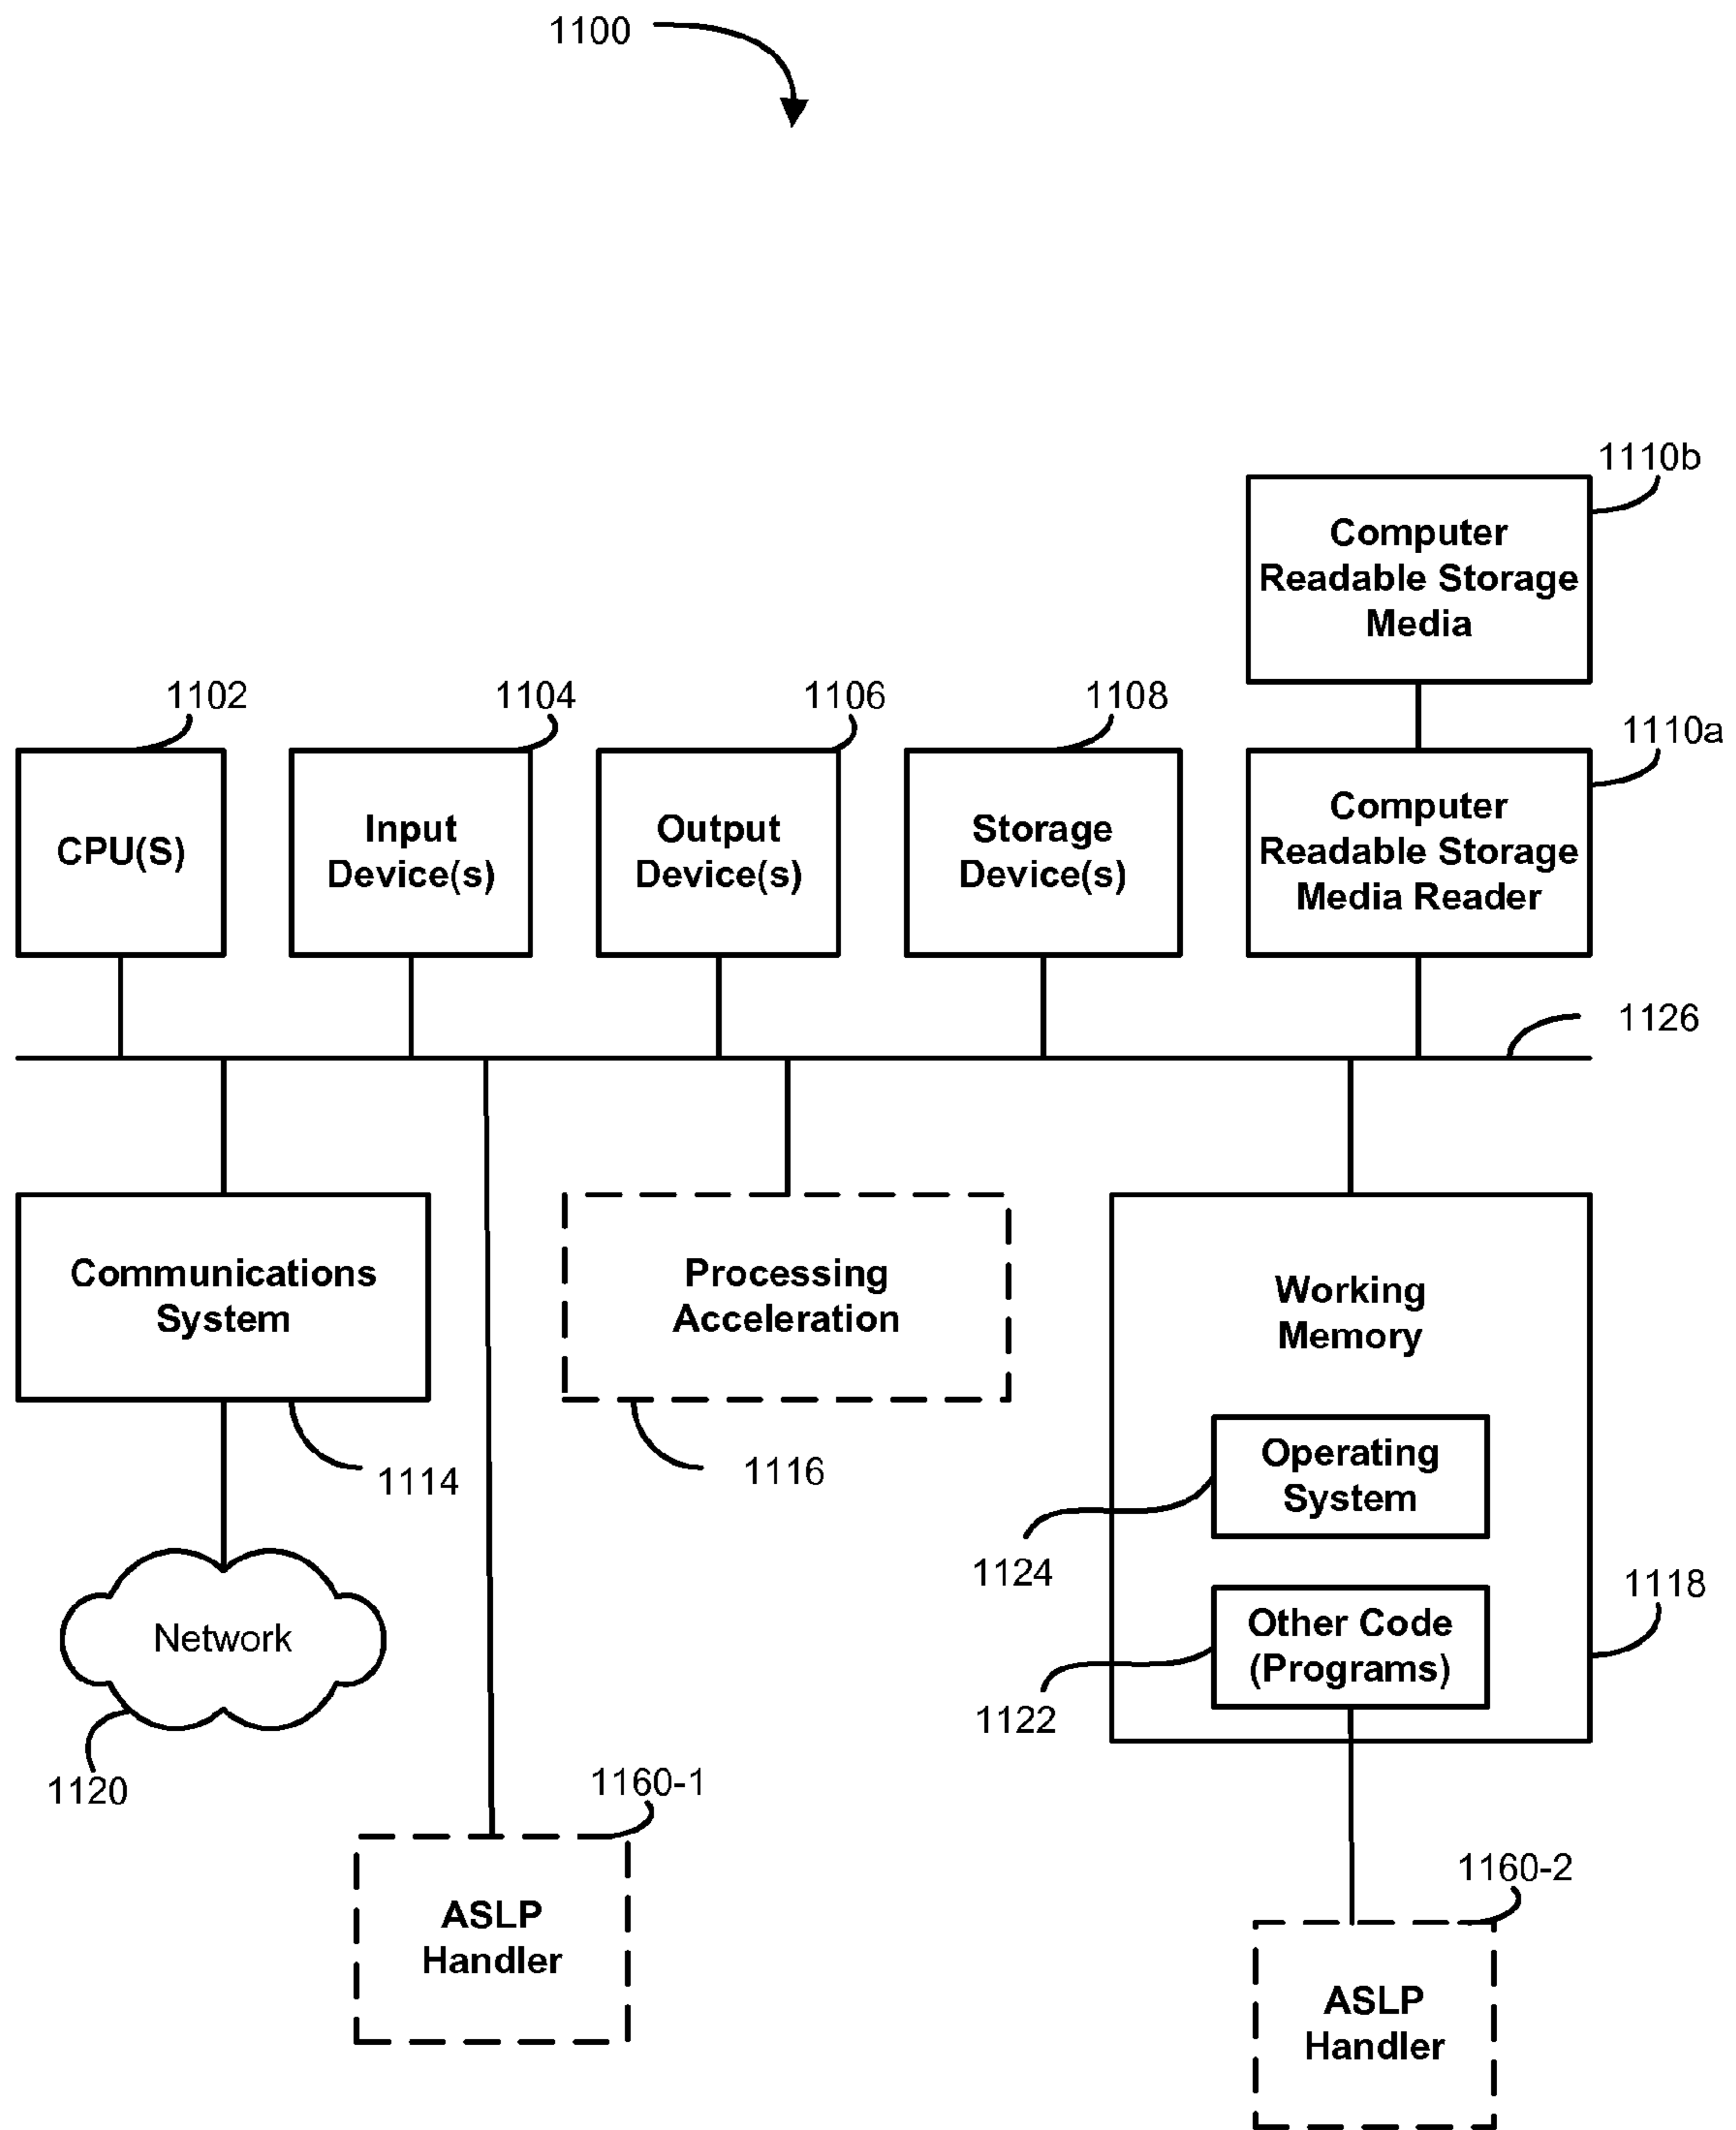 1100
1110b
Computer
Readable Storage
Media
1102
1104
1106
1108
1110a
CPU(S)
Input
Device(s)
Output
Device(s)
Storage
Device(s)
Computer
Readable Storage
Media Reader
1126
Communications
System
Processing
Acceleration
Working
Memory
1114
1116
Operating
System
1124
1118
Network
Other Code
(Programs)
1122
1120
1160-1
ASLP
Handler
1160-2
ASLP
Handler